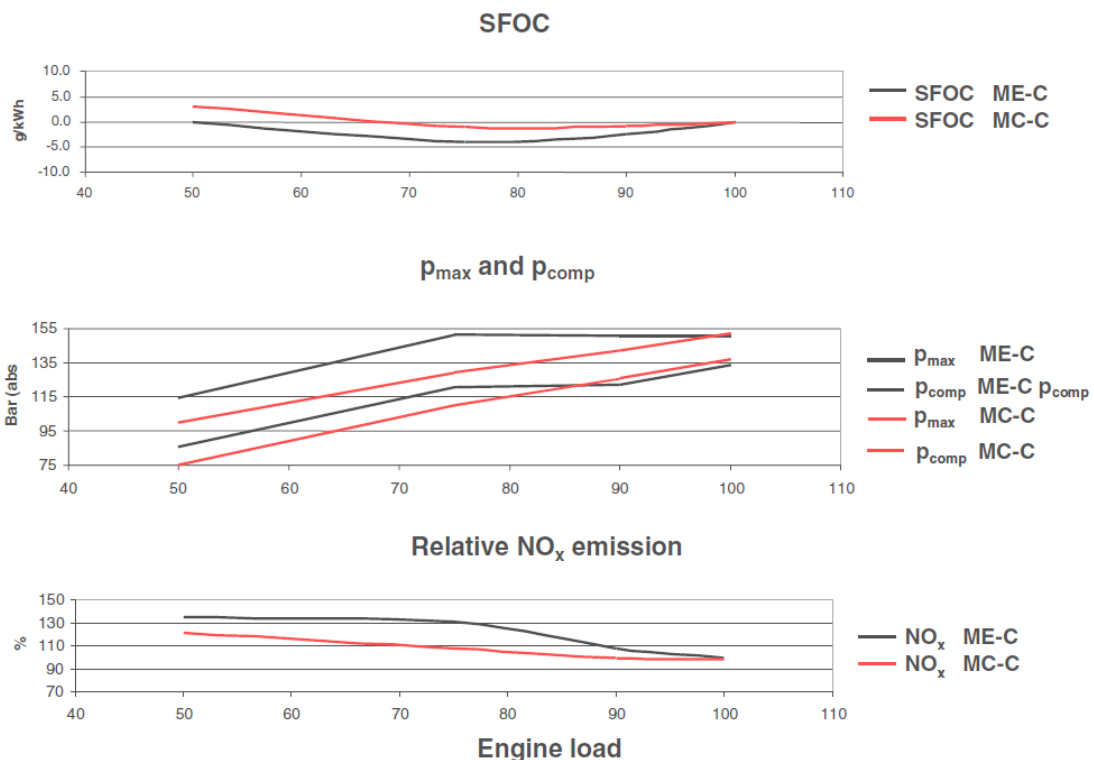 SFOC
10.0
5.0
0.0
-5.0
-10.0
g/kWh
40 50 60 70 80 90 100 110
SFOC ME-C
SFOC MC-C
pmax and pcomp
155
135
115
95
75
Bar (abs
40 50 60 70 80 90 100 110
pmax ME-C
pcomp ME-C pcomp
pmax MC-C
pcomp MC-C
Relative NOx emission
150
130
110
90
70
%
40 50 60 70 80 90 100 110
NOx ME-C
NOx MC-C
Engine load